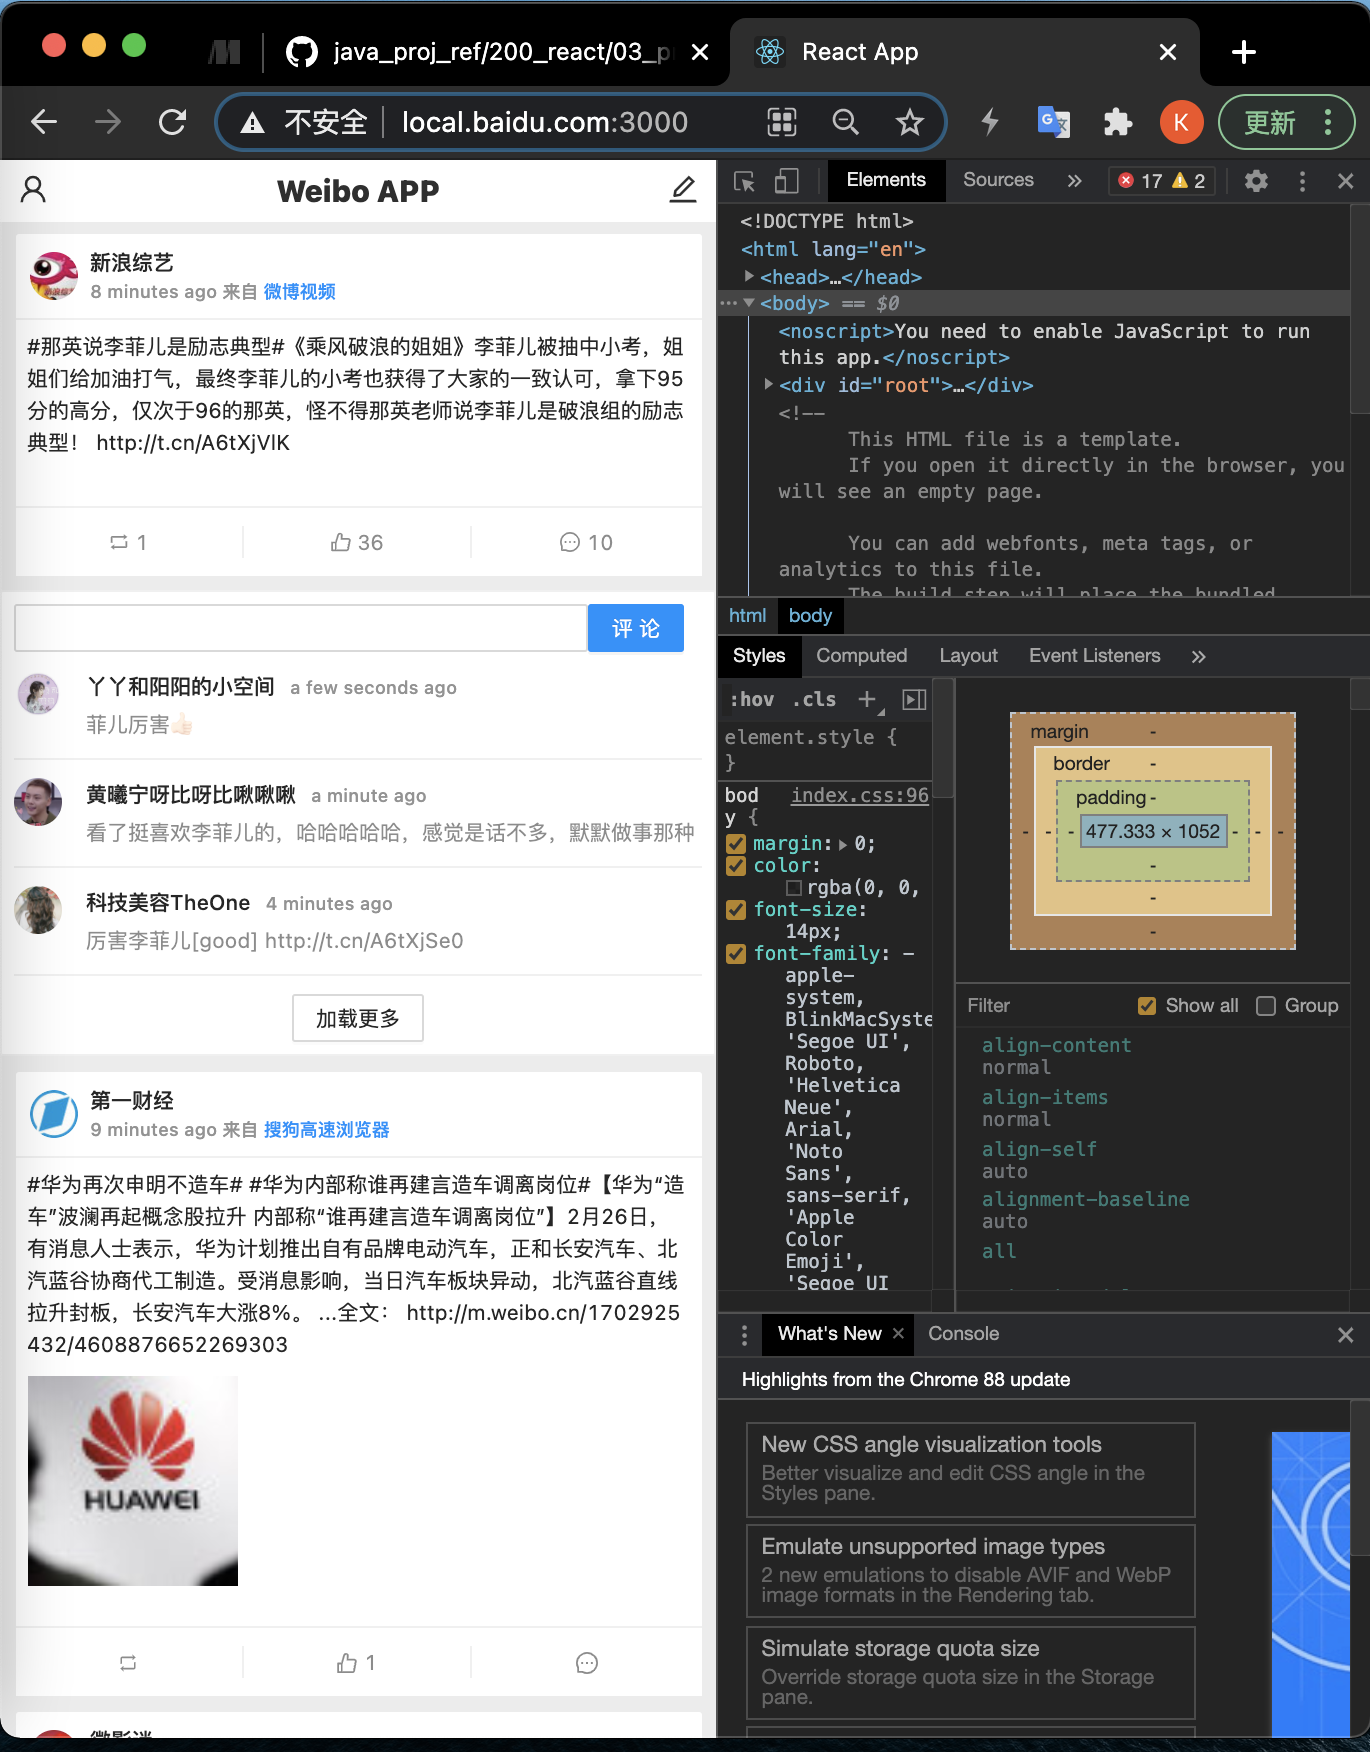 java_proj_ref/200_react/03_p
React App
不安全
local.baidu.com:3000
K
更新
Weibo APP
新浪综艺
8 minutes ago 来自 微博视频
#那英说李菲儿是励志典型#《乘风破浪的姐姐》李菲儿被抽中小考，姐
姐们给加油打气，最终李菲儿的小考也获得了大家的一致认可，拿下95
分的高分，仅次于96的那英，怪不得那英老师说李菲儿是破浪组的励志
典型！ http://t.cn/A6tXjVlK
1
36
10
评 论
丫丫和阳阳的小空间 a few seconds ago
菲儿厉害👍🏻
黄曦宁呀比呀比啾啾啾 a minute ago
看了挺喜欢李菲儿的，哈哈哈哈哈，感觉是话不多，默默做事那种
科技美容TheOne 4 minutes ago
厉害李菲儿[good] http://t.cn/A6tXjSe0
加载更多
第一财经
9 minutes ago 来自 搜狗高速浏览器
#华为再次申明不造车# #华为内部称谁再建言造车调离岗位#【华为“造
车”波澜再起概念股拉升 内部称“谁再建言造车调离岗位”】2月26日，
有消息人士表示，华为计划推出自有品牌电动汽车，正和长安汽车、北
汽蓝谷协商代工制造。受消息影响，当日汽车板块异动，北汽蓝谷直线
拉升封板，长安汽车大涨8%。 ...全文： http://m.weibo.cn/1702925
432/4608876652269303
HUAWEI
1
Elements
Sources
17
2
<!DOCTYPE html>
<html lang="en">
<head>…</head>
<body> == $0
<noscript>You need to enable JavaScript to run
this app.</noscript>
<div id="root">…</div>
<!--
This HTML file is a template.
If you open it directly in the browser, you
will see an empty page.
You can add webfonts, meta tags, or
analytics to this file.
The build step will place the bundled
html
body
Styles
Computed
Layout
Event Listeners
:hov .cls +
element.style {
}
bod index.css:96
y {
margin: 0;
color:
rgba(0, 0,
font-size:
14px;
font-family: -
apple-
system,
BlinkMacSyste
'Segoe UI',
Roboto,
'Helvetica
Neue',
Arial,
'Noto
Sans',
sans-serif,
'Apple
Color
Emoji',
'Segoe UI
margin -
border -
padding -
- - - 477.333 × 1052 - - -
-
-
-
Filter
Show all
Group
align-content
normal
align-items
normal
align-self
auto
alignment-baseline
auto
all
What's New
Console
Highlights from the Chrome 88 update
New CSS angle visualization tools
Better visualize and edit CSS angle in the
Styles pane.
Emulate unsupported image types
2 new emulations to disable AVIF and WebP
image formats in the Rendering tab.
Simulate storage quota size
Override storage quota size in the Storage
pane.